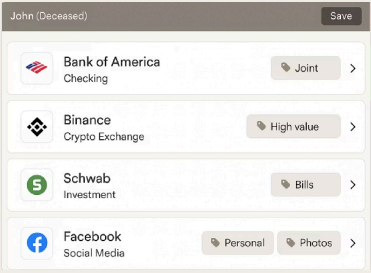 John (Deceased) Save
Bank of America
Checking
Joint
Binance
Crypto Exchange
High value
Schwab
Investment
Bills
Facebook
Social Media
Personal
Photos